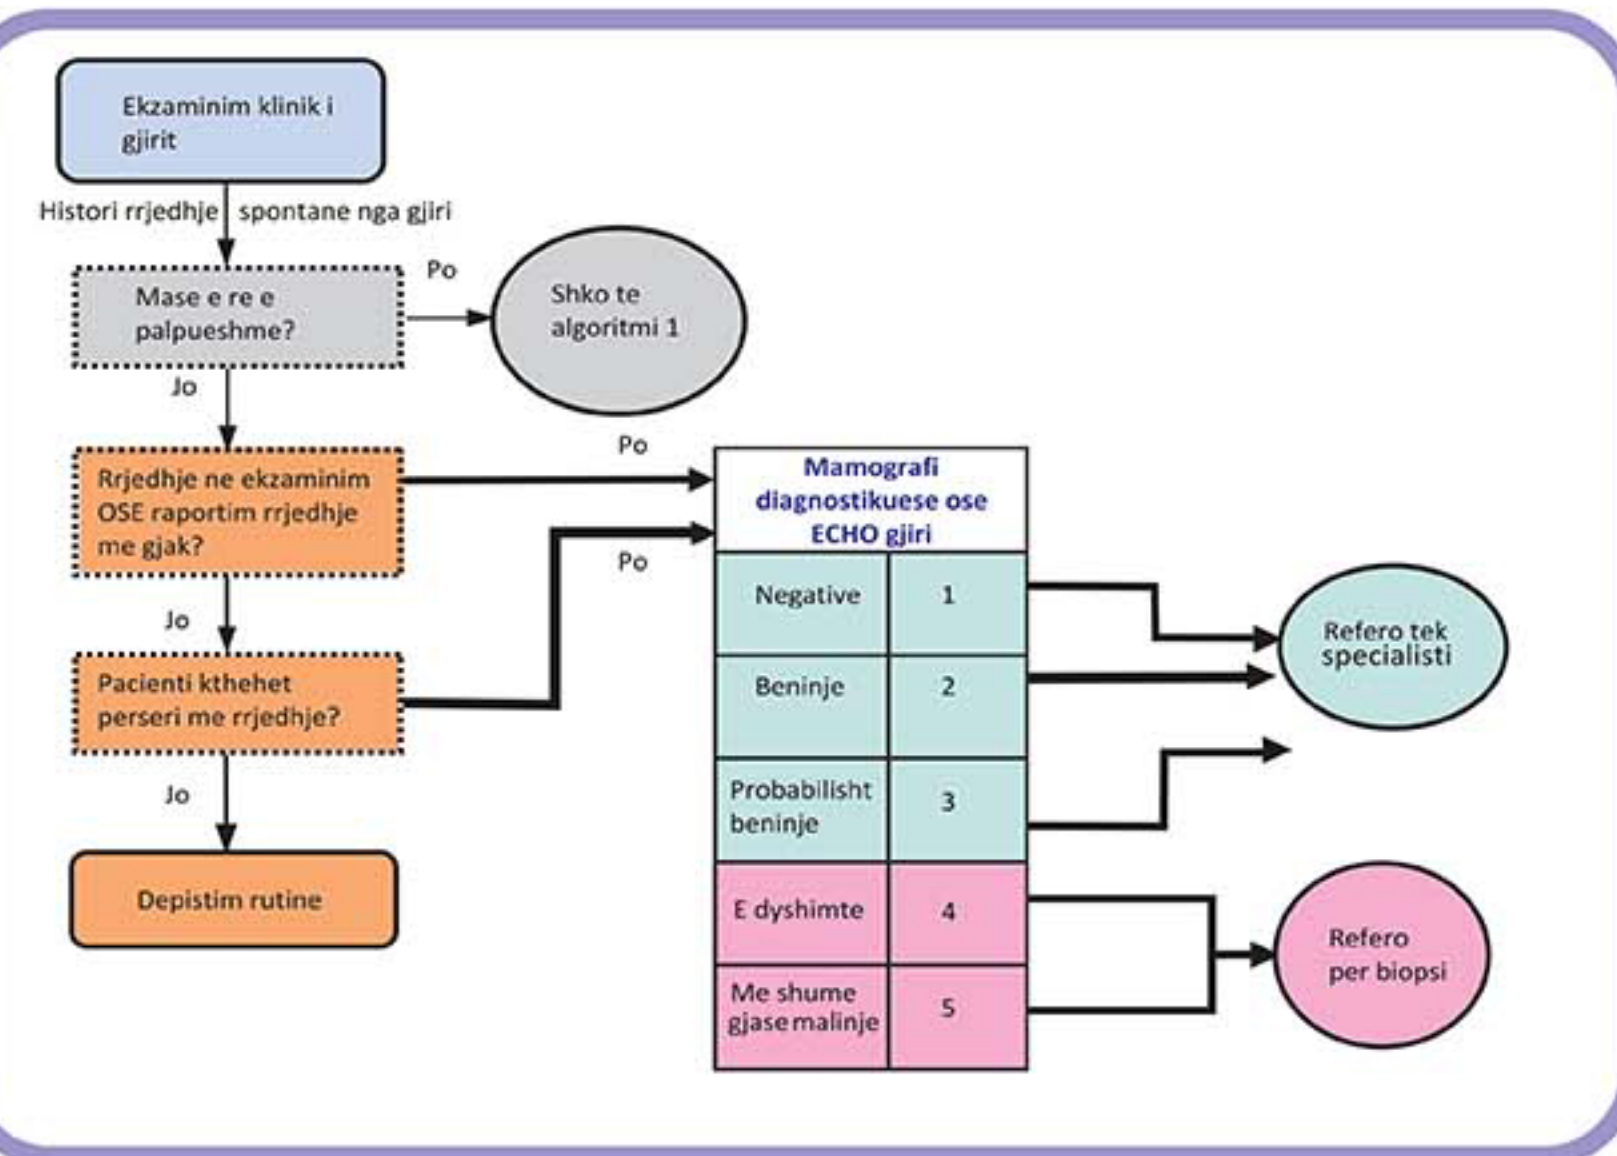 Ekzaminim klinik i
gjirit
Histori rrjedhje spontane nga gjiri
Mase e re e
palpueshme?
Po
Shko te
algoritmi 1
Jo
Rrjedhje ne ekzaminim
OSE raportim rrjedhje
me gjak?
Po
Jo
Pacienti kthehet
perseri me rrjedhje?
Po
Jo
Depistim rutine
Mamografi
diagnostikuese ose
ECHO gjiri
Negative 1
Beninje 2
Probabilisht
beninje
3
E dyshimte 4
Me shume
gjase malinje
5
Refero tek
specialisti
Refero
per biopsi